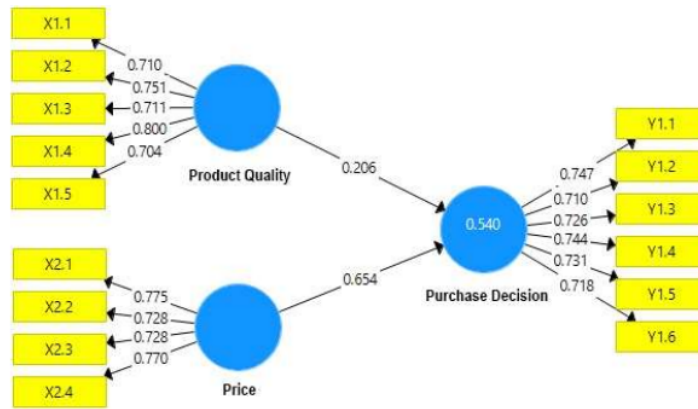 X1.1
X1.2
X1.3
X1.4
X1.5
0.710
0.751
0.711
0.800
0.704
Product Quality
0.206
X2.1
X2.2
X2.3
X2.4
0.775
0.728
0.728
0.770
Price
0.654
0.540
Purchase Decision
0.747
0.710
0.726
0.744
0.731
0.718
Y1.1
Y1.2
Y1.3
Y1.4
Y1.5
Y1.6